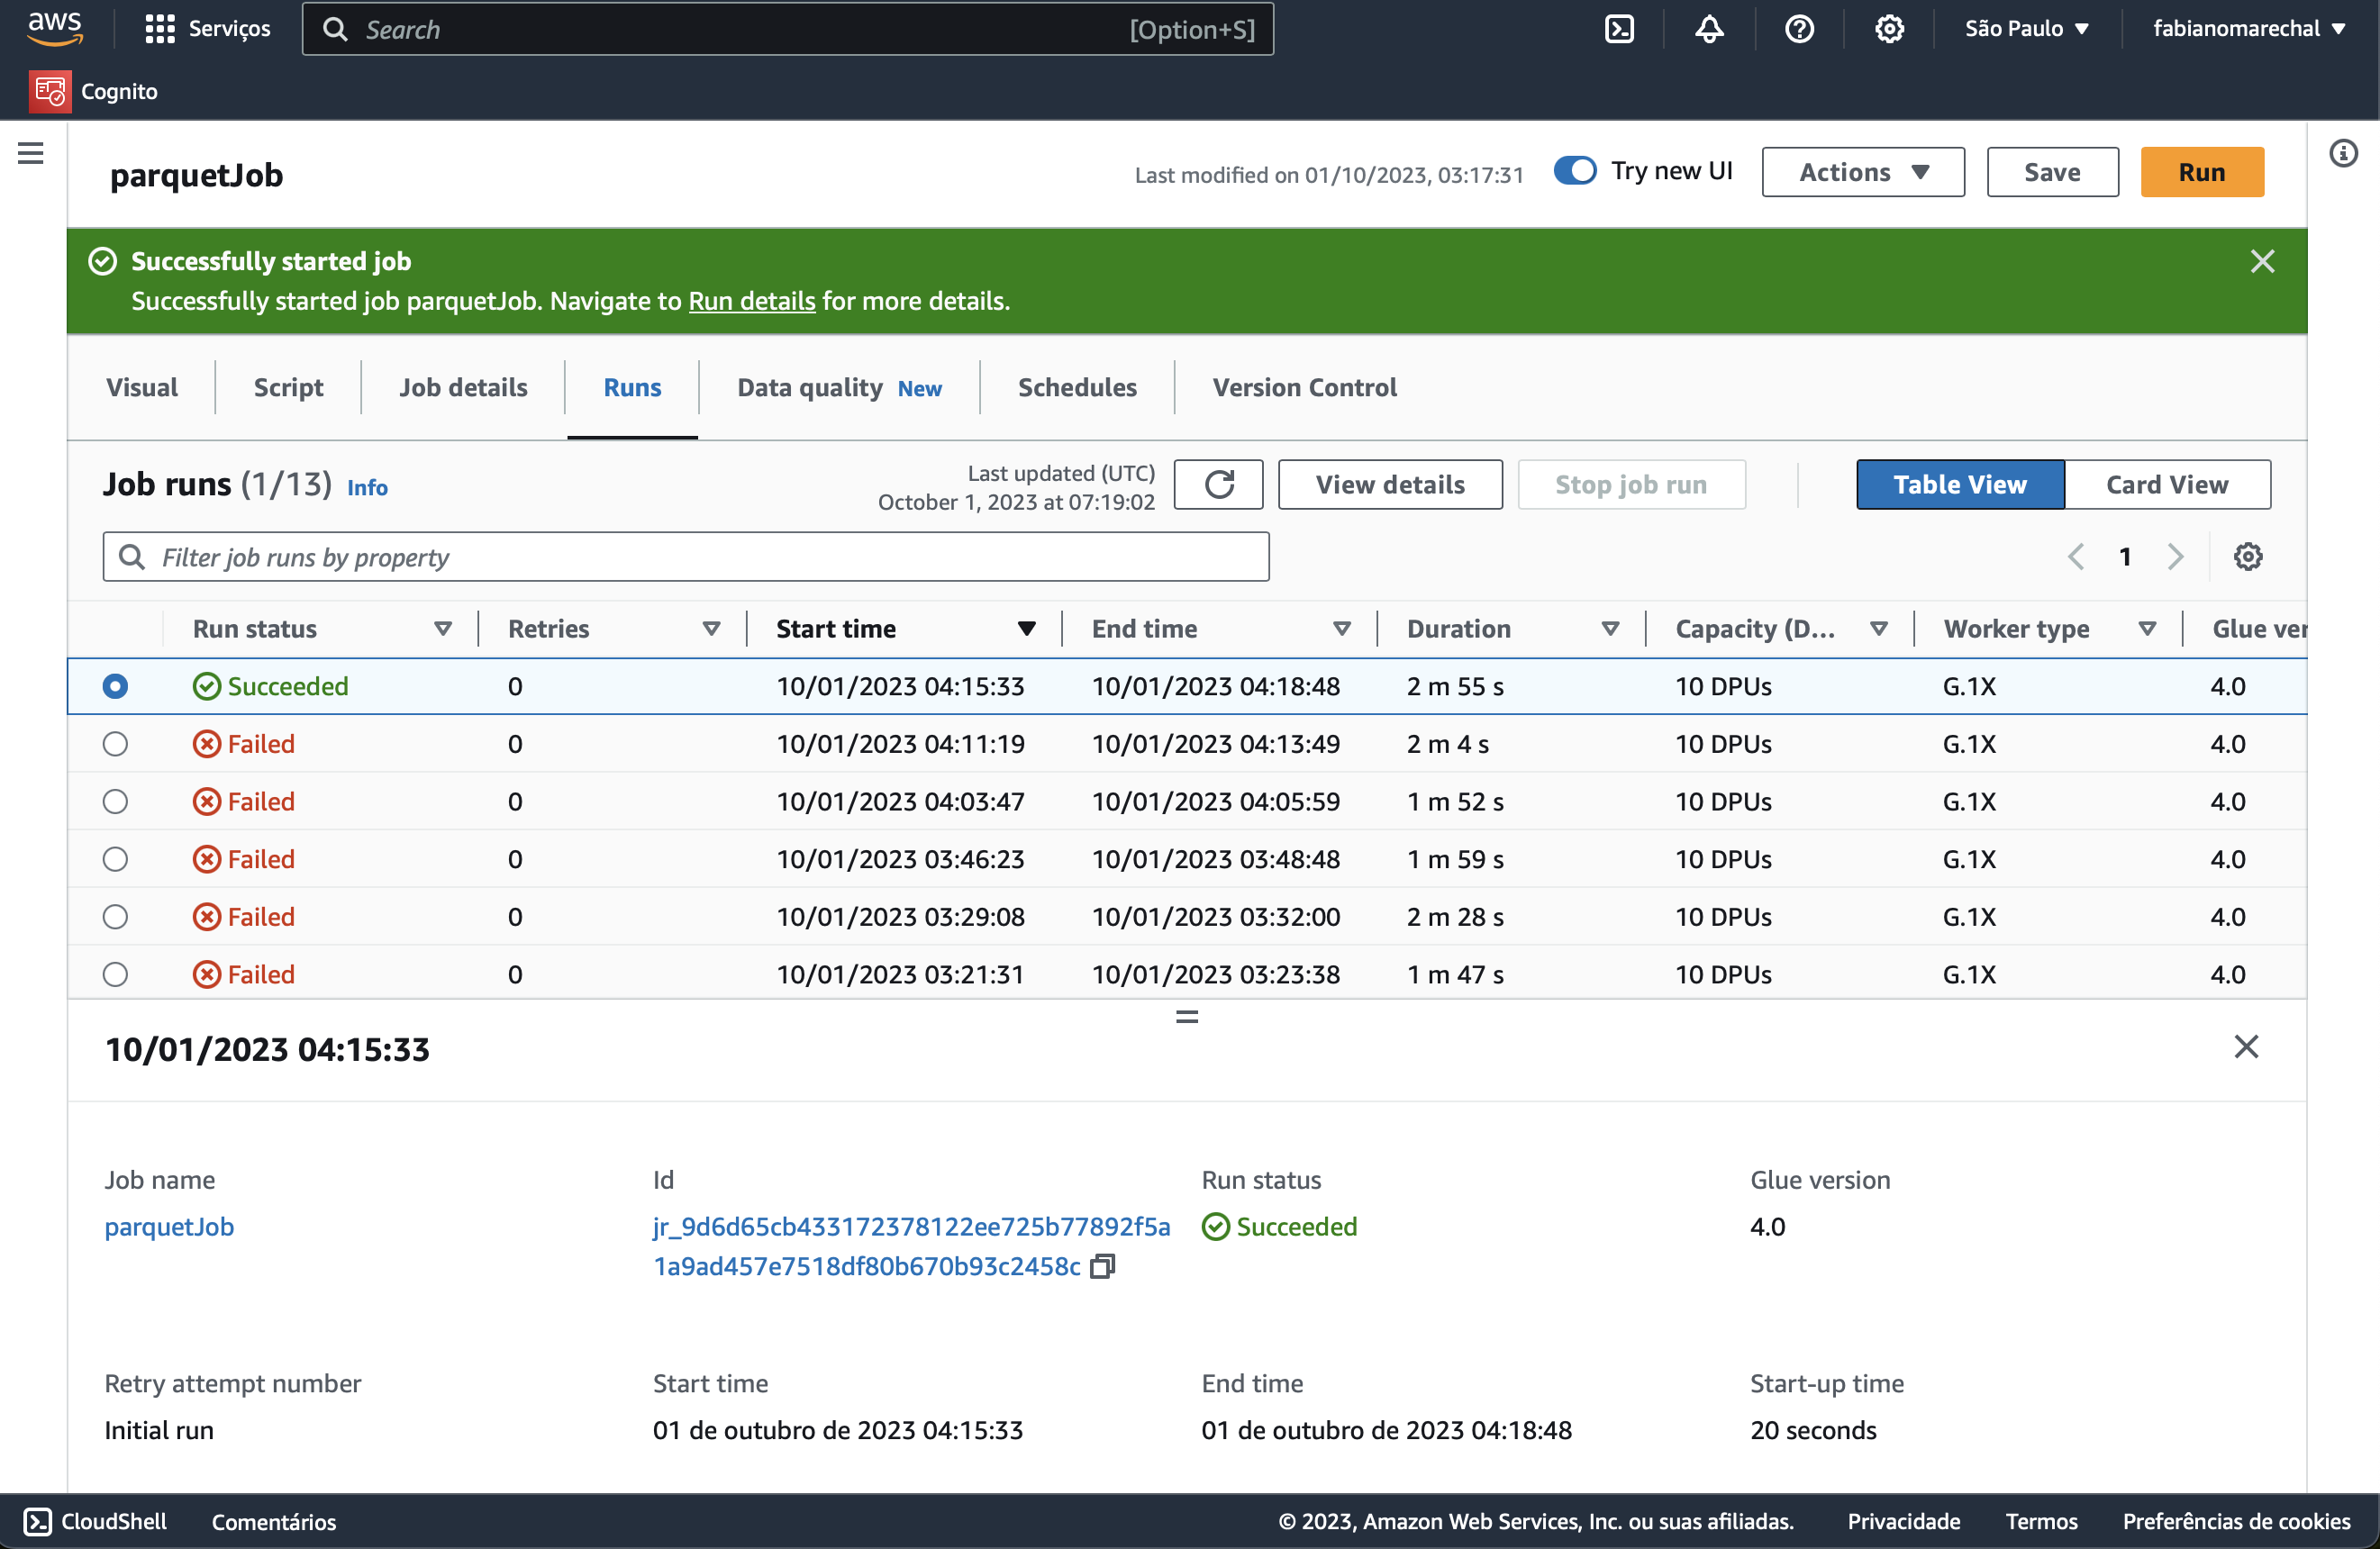 aws
Serviços
Search
[Option+S]
São Paulo
fabianomarechal
Cognito
parquetJob
Last modified on 01/10/2023, 03:17:31
Try new UI
Actions
Save
Run
Successfully started job
Successfully started job parquetJob. Navigate to Run details for more details.
Visual
Script
Job details
Runs
Data quality New
Schedules
Version Control
Job runs (1/13) Info
Last updated (UTC)
October 1, 2023 at 07:19:02
View details
Stop job run
Table View
Card View
Filter job runs by property
1
Run status Retries Start time End time Duration Capacity (D... Worker type Glue ver
Succeeded 0 10/01/2023 04:15:33 10/01/2023 04:18:48 2 m 55 s 10 DPUs G.1X 4.0
Failed 0 10/01/2023 04:11:19 10/01/2023 04:13:49 2 m 4 s 10 DPUs G.1X 4.0
Failed 0 10/01/2023 04:03:47 10/01/2023 04:05:59 1 m 52 s 10 DPUs G.1X 4.0
Failed 0 10/01/2023 03:46:23 10/01/2023 03:48:48 1 m 59 s 10 DPUs G.1X 4.0
Failed 0 10/01/2023 03:29:08 10/01/2023 03:32:00 2 m 28 s 10 DPUs G.1X 4.0
Failed 0 10/01/2023 03:21:31 10/01/2023 03:23:38 1 m 47 s 10 DPUs G.1X 4.0
10/01/2023 04:15:33
Job name
parquetJob
Id
jr_9d6d65cb433172378122ee725b77892f5a
1a9ad457e7518df80b670b93c2458c
Run status
Succeeded
Glue version
4.0
Retry attempt number
Initial run
Start time
01 de outubro de 2023 04:15:33
End time
01 de outubro de 2023 04:18:48
Start-up time
20 seconds
CloudShell
Comentários
© 2023, Amazon Web Services, Inc. ou suas afiliadas.
Privacidade
Termos
Preferências de cookies